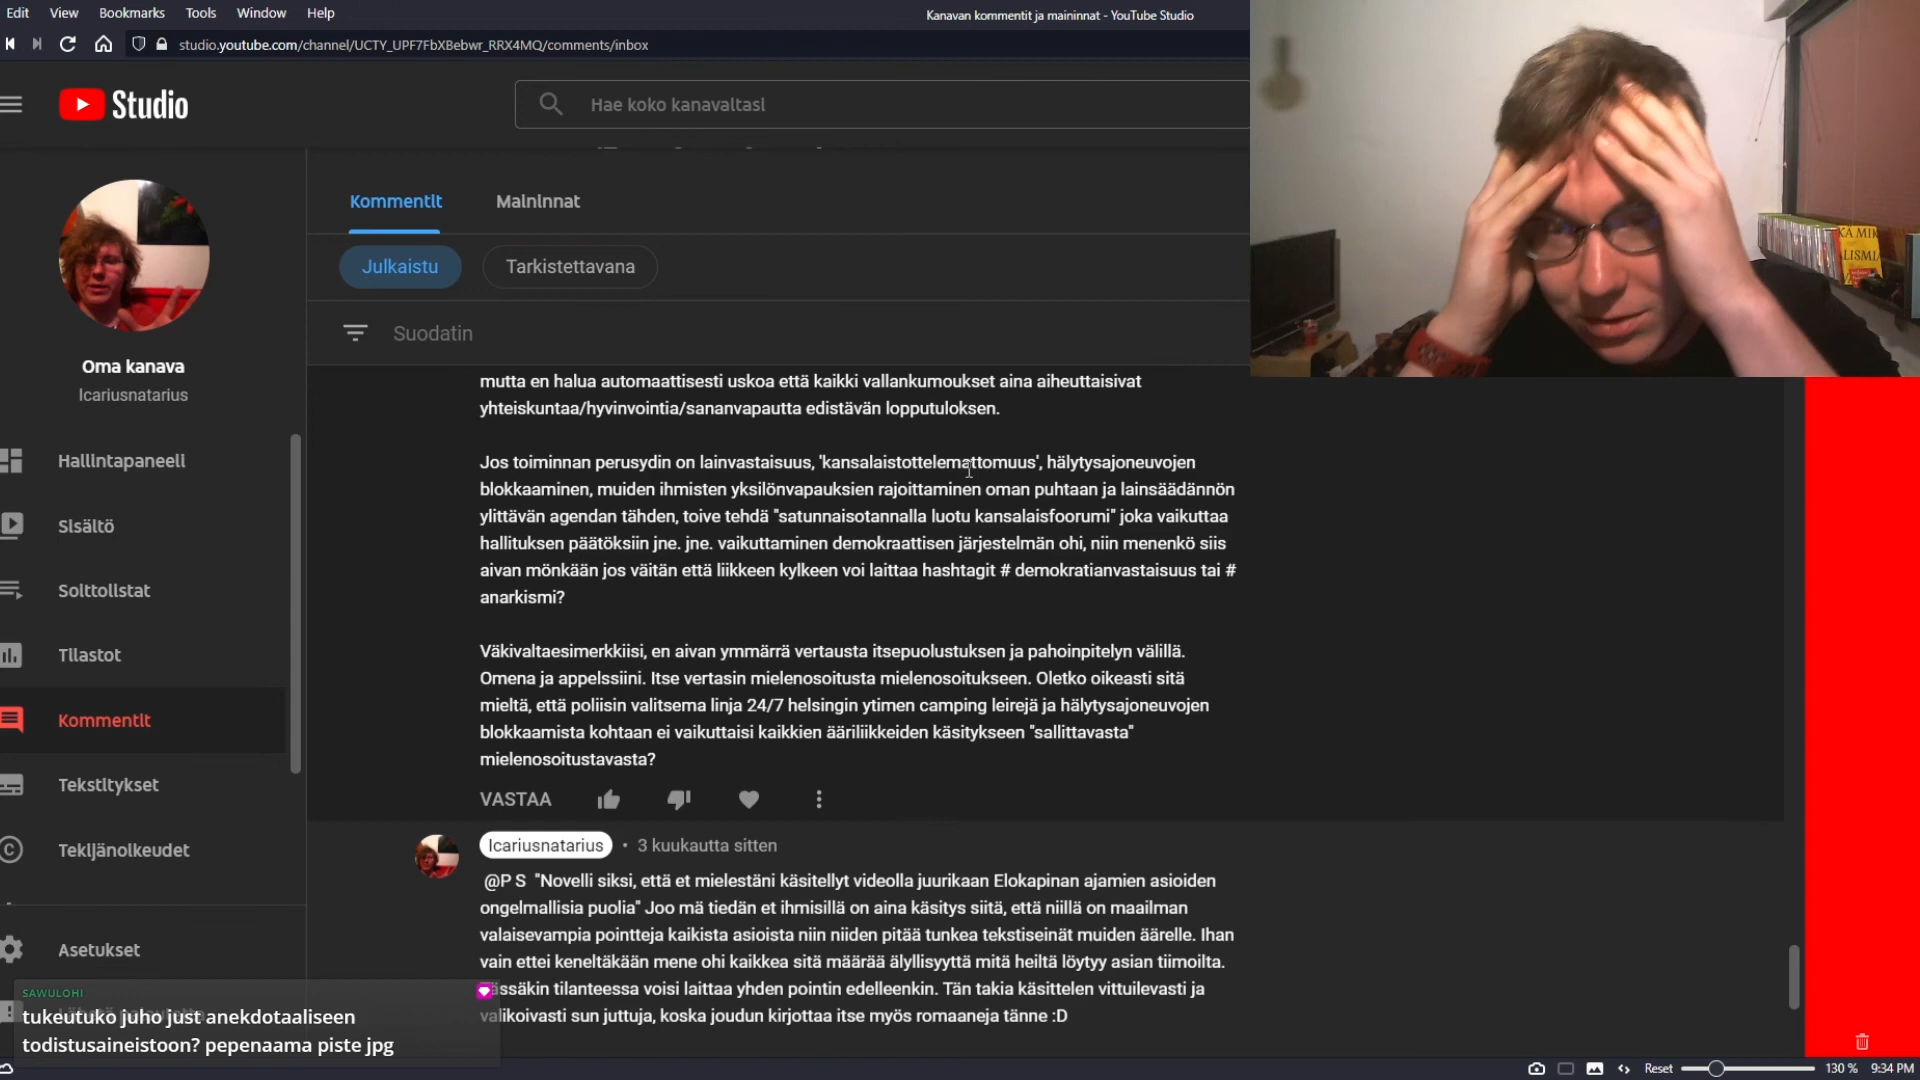 Edit View Bookmarks Tools Window Help
Kanavan kommentit ja maininnat - YouTube Studio
studio.youtube.com/channel/UCTY_UPF7FbXBebwr_RRX4MQ/comments/inbox
Studio
Hae koko kanavaltasi
Kommentit Maininnat
Julkaistu Tarkistettavana
Suodatin
Oma kanava
Icariusnatarius
Hallintapaneeli
Sisältö
Soittolistat
Tilastot
Kommentit
Tekstitykset
Tekijänoikeudet
Asetukset
mutta en halua automaattisesti uskoa että kaikki vallankumoukset aina aiheuttaisivat
yhteiskuntaa/hyvinvointia/sananvapautta edistävän lopputuloksen.
Jos toiminnan perusydin on lainvastaisuus, 'kansalaistottelemattomuus', hälytysajoneuvojen
blokkaaminen, muiden ihmisten yksilönvapauksien rajoittaminen oman puhtaan ja lainsäädännön
ylittävän agendan tähden, toive tehdä "satunnaisotannalla luotu kansalaisfoorumi" joka vaikuttaa
hallituksen päätöksiin jne. jne. vaikuttaminen demokraattisen järjestelmän ohi, niin menenkö siis
aivan mönkään jos väitän että liikkeen kylkeen voi laittaa hashtagit # demokratianvastaisuus tai #
anarkismi?
Väkivaltaesimerkkiisi, en aivan ymmärrä vertausta itsepuolustuksen ja pahoinpitelyn välillä.
Omena ja appelssiini. Itse vertasin mielenosoitusta mielenosoitukseen. Oletko oikeasti sitä
mieltä, että poliisin valitsema linja 24/7 helsingin ytimen camping leirejä ja hälytysajoneuvojen
blokkaamista kohtaan ei vaikuttaisi kaikkien ääriliikkeiden käsitykseen "sallittavasta"
mielenosoitustavasta?
VASTAA
Icariusnatarius • 3 kuukautta sitten
@P S "Novelli siksi, että et mielestäni käsitellyt videolla juurikaan Elokapinan ajamien asioiden
ongelmallisia puolia" Joo mä tiedän et ihmisillä on aina käsitys siitä, että niillä on maailman
valaisevampia pointteja kaikista asioista niin niiden pitää tunkea tekstiseinät muiden äärelle. Ihan
vain ettei keneltäkään mene ohi kaikkea sitä määrää älyllisyyttä mitä heiltä löytyy asian tiimoilta.
tilanteessa voisi laittaa yhden pointin edelleenkin. Tän takia käsittelen vittuilevasti ja
valikoivasti sun juttuja, koska joudun kirjottaa itse myös romaaneja tänne :D
SAWULOHI
tukeutuko juho just anekdotaaliseen
todistusaineistoon? pepenaama piste jpg
KA MIK
ALISMI
Reset 130 % 9:34 PM